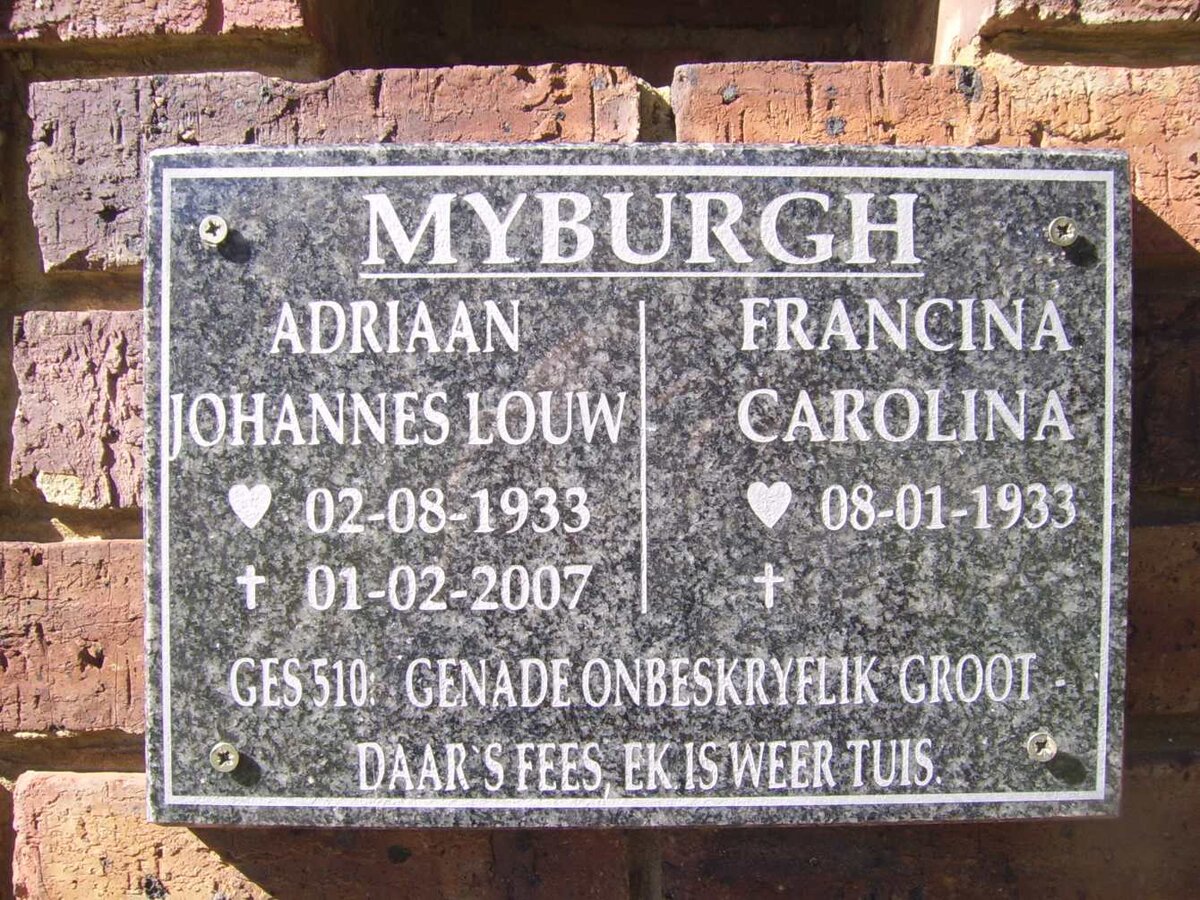 MYBURGH
ADRIAAN
JOHANNES LOUW
♥ 02-08-1933
✝ 01-02-2007
FRANCINA
CAROLINA
♥ 08-01-1933
✝
GES 510: GENADE ONBESKRYFLIK GROOT -
DAAR`S FEES, EK IS WEER TUIS.